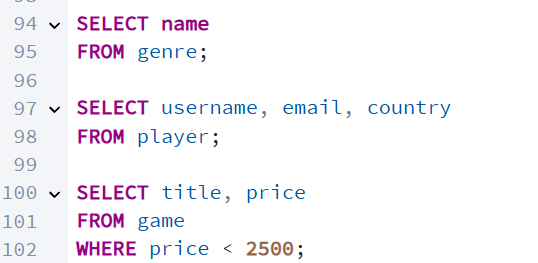 94 SELECT name
95 FROM genre;
96
97 SELECT username, email, country
98 FROM player;
99
100 SELECT title, price
101 FROM game
102 WHERE price < 2500;